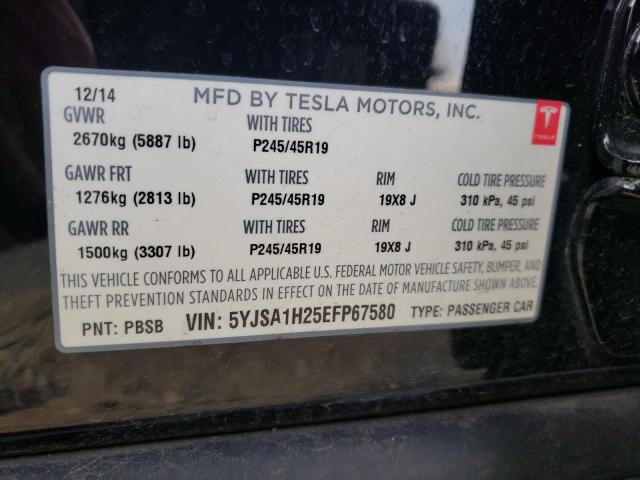 12/14 MFD BY TESLA MOTORS, INC.
GVWR WITH TIRES
2670kg (5887 lb) P245/45R19
TESLA
GAWR FRT WITH TIRES RIM COLD TIRE PRESSURE
1276kg (2813 lb) P245/45R19 19X8 J 310 kPa, 45 psi
GAWR RR WITH TIRES RIM COLD TIRE PRESSURE
1500kg (3307 lb) P245/45R19 19X8 J 310 kPa, 45 psi
THIS VEHICLE CONFORMS TO ALL APPLICABLE U.S. FEDERAL MOTOR VEHICLE SAFETY, BUMPER, AND
THEFT PREVENTION STANDARDS IN EFFECT ON THE DATE OF MANUFACTURE SHOWN ABOVE.
PNT: PBSB VIN: 5YJSA1H25EFP67580 TYPE: PASSENGER CAR